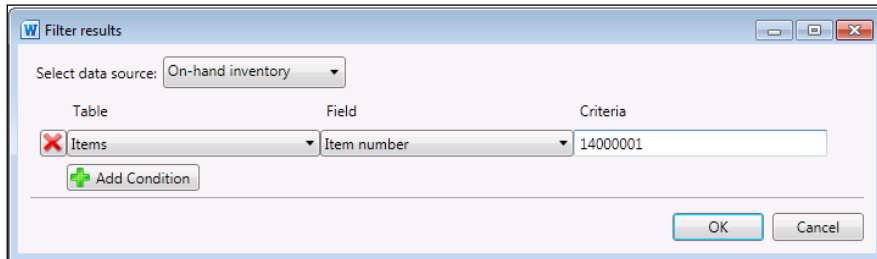 W Filter results
Select data source: On-hand inventory
Table Field Criteria
Items Item number 14000001
Add Condition
OK Cancel